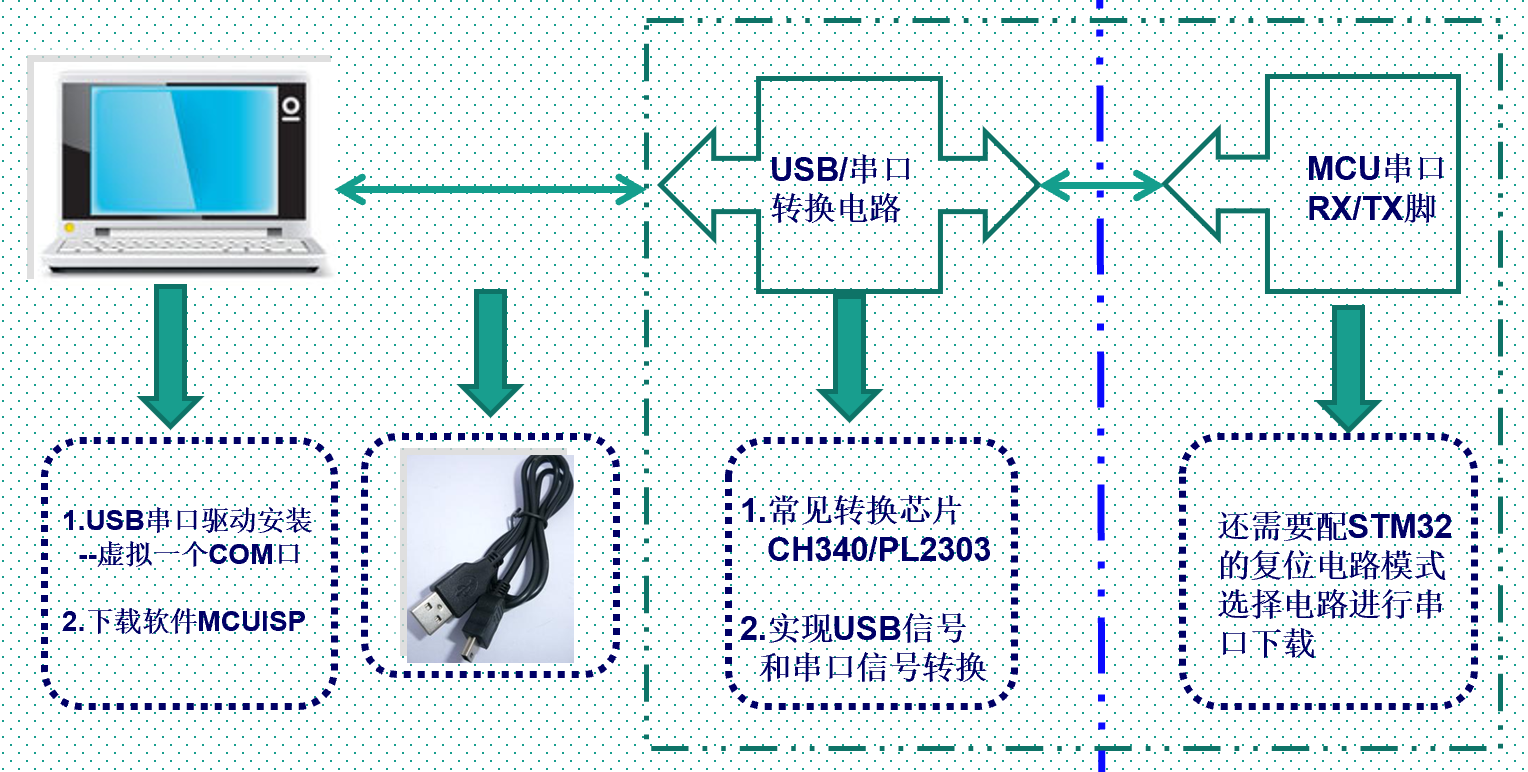 USB/串口
转换电路
MCU串口
RX/TX脚
1.USB串口驱动安装
--虚拟一个COM口
2.下载软件MCUISP
1.常见转换芯片
CH340/PL2303
2.实现USB信号
和串口信号转换
还需要配STM32
的复位电路模式
选择电路进行串
口下载